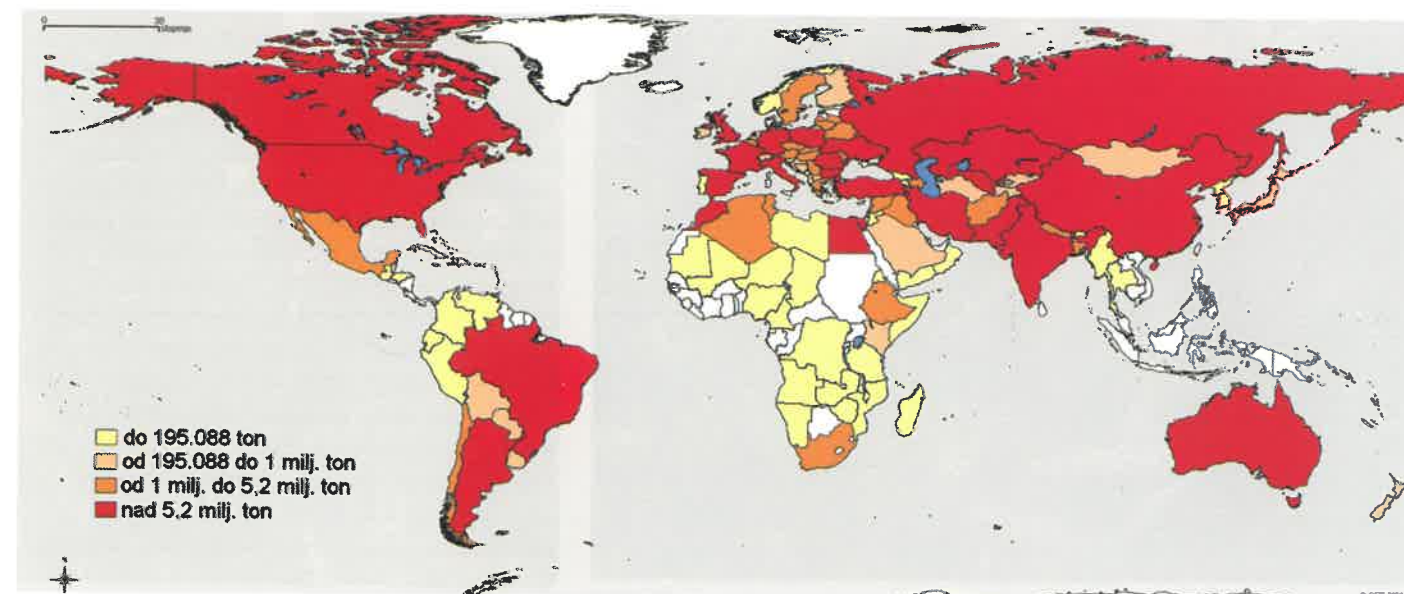 0
do 195.088 ton
od 195.088 do 1 milj. ton
od 1 milj. do 5,2 milj. ton
nad 5,2 milj. ton